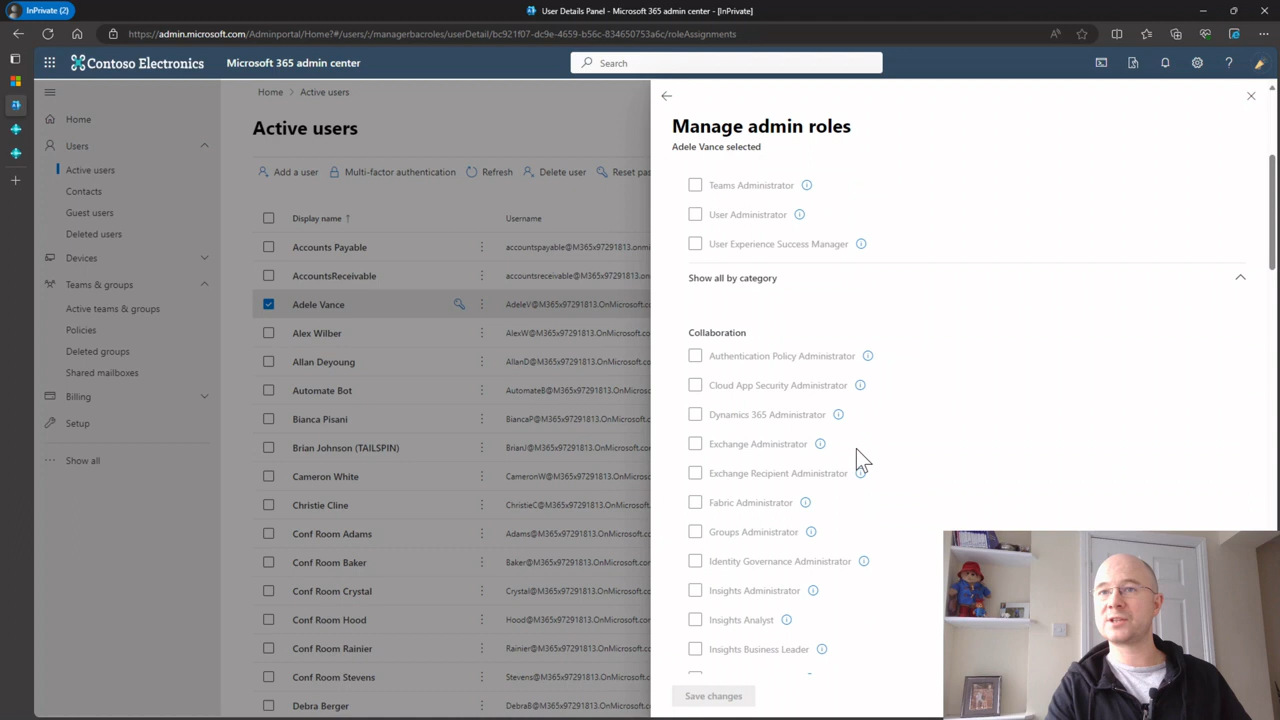 InPrivate (2)
User Details Panel - Microsoft 365 admin center - [InPrivate]
https://admin.microsoft.com/Adminportal/Home?#/users/:/managerbacroles/userDetail/bc921f07-dc9e-4659-b56c-834650753a6c/roleAssignments
Contoso Electronics
Microsoft 365 admin center
Search
Home
Users
Active users
Contacts
Guest users
Deleted users
Devices
Teams & groups
Active teams & groups
Policies
Deleted groups
Shared mailboxes
Billing
Setup
Show all
Home > Active users
Active users
Add a user Multi-factor authentication Refresh Delete user Reset pas
Display name ↑ Username
Accounts Payable accountspayable@M365x97291813.onmi
AccountsReceivable accountsreceivable@M365x97291813.on
Adele Vance AdeleV@M365x97291813.OnMicrosoft.co
Alex Wilber AlexW@M365x97291813.OnMicrosoft.co
Allan Deyoung AllanD@M365x97291813.OnMicrosoft.co
Automate Bot AutomateB@M365x97291813.OnMicrosof
Bianca Pisani BiancaP@M365x97291813.OnMicrosoft.c
Brian Johnson (TAILSPIN) BrianJ@M365x97291813.OnMicrosoft.co
Cameron White CameronW@M365x97291813.OnMicroso
Christie Cline ChristieC@M365x97291813.OnMicrosoft.
Conf Room Adams Adams@M365x97291813.OnMicrosoft.co
Conf Room Baker Baker@M365x97291813.OnMicrosoft.com
Conf Room Crystal Crystal@M365x97291813.OnMicrosoft.co
Conf Room Hood Hood@M365x97291813.OnMicrosoft.com
Conf Room Rainier Rainier@M365x97291813.OnMicrosoft.co
Conf Room Stevens Stevens@M365x97291813.OnMicrosoft.co
Debra Berger DebraB@M365x97291813.OnMicrosoft.co
Manage admin roles
Adele Vance selected
Teams Administrator
User Administrator
User Experience Success Manager
Show all by category
Collaboration
Authentication Policy Administrator
Cloud App Security Administrator
Dynamics 365 Administrator
Exchange Administrator
Exchange Recipient Administrator
Fabric Administrator
Groups Administrator
Identity Governance Administrator
Insights Administrator
Insights Analyst
Insights Business Leader
Save changes